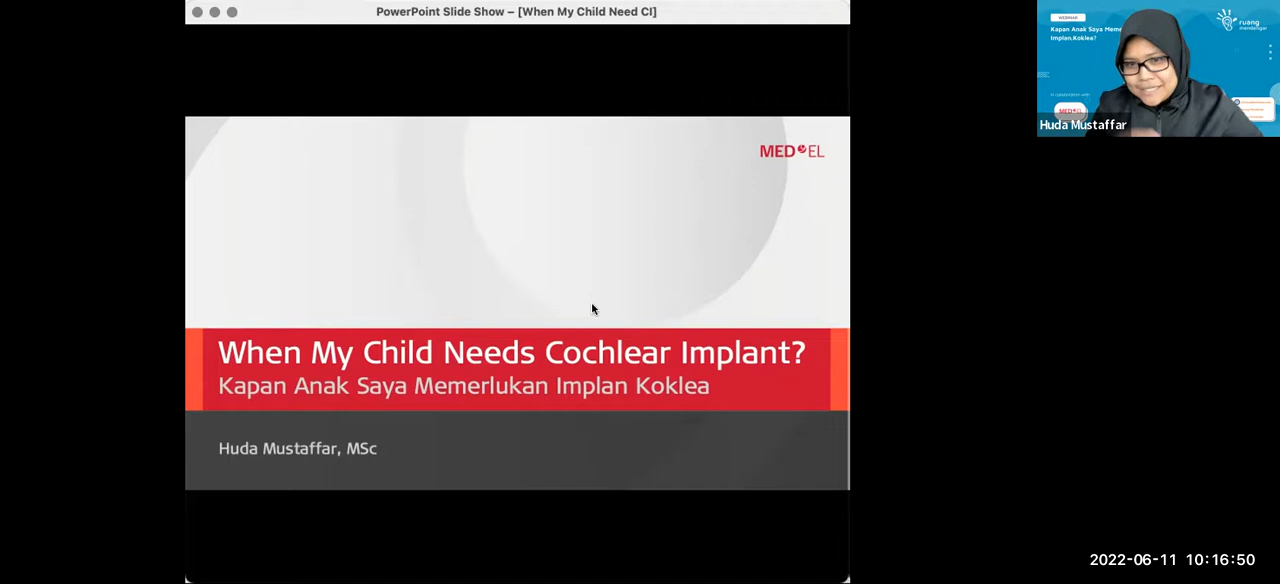 PowerPoint Slide Show – [When My Child Need CI]
MED EL
When My Child Needs Cochlear Implant?
Kapan Anak Saya Memerlukan Implan Koklea
Huda Mustaffar, MSc
WEBINAR
ruang
mendengar
Kapan Anak Saya Meme
Implan Koklea?
Huda Mustaffar
2022-06-11 10:16:50